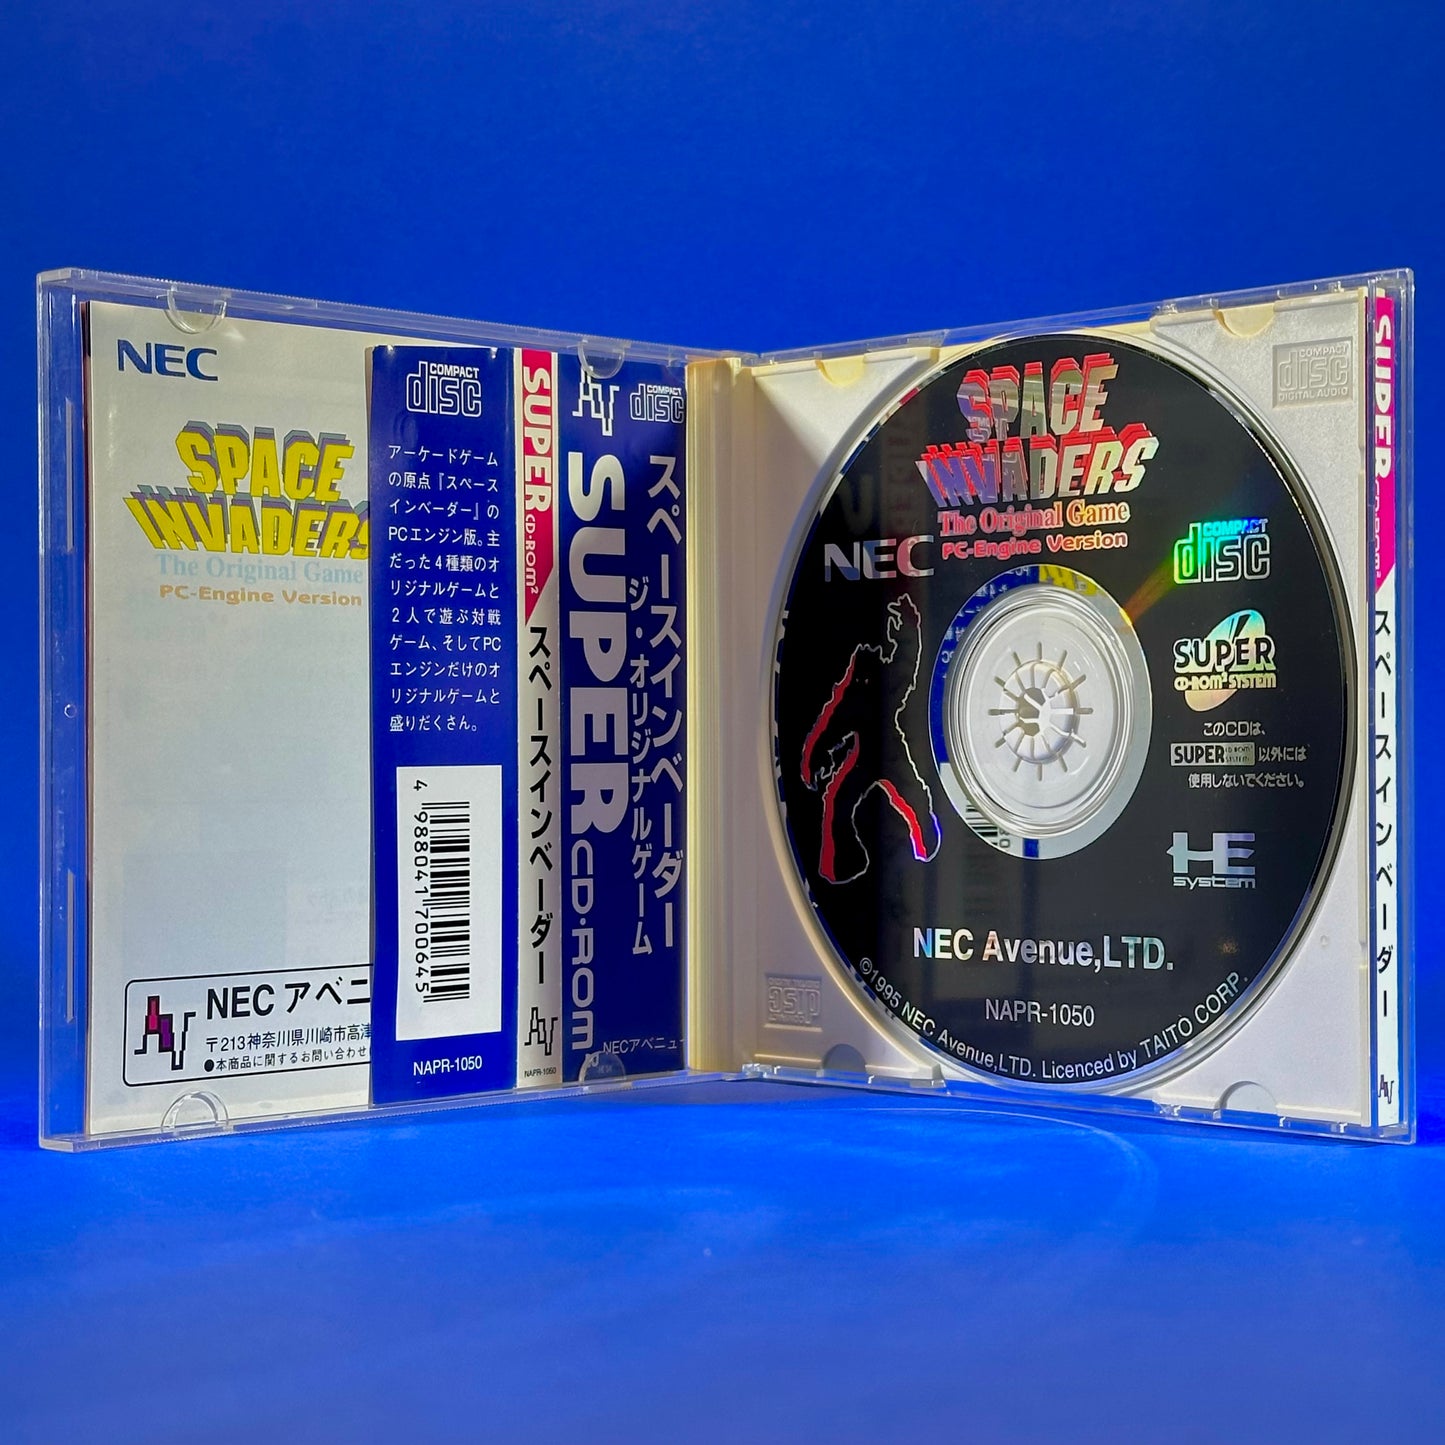 NEC
SPACE
INVADERS
The Original Game
PC-Engine Version
NEC アベニュ
〒213神奈川県川崎市高津
●本商品に関するお問い合わせ
COMPACT
disc
アーケードゲーム
の原点『スペース
インベーダー』の
PCエンジン版。主
だった4種類のオ
リジナルゲームと
2人で遊ぶ対戦
ゲーム、そしてPC
エンジンだけのオ
リジナルゲームと
盛りだくさん。
4 988041 700645
NAPR-1050
SUPER CD·ROM²
スペースインベーダー
NAPR-1050
COMPACT
disc
スペースインベーダー
ジ・オリジナルゲーム
SUPER CD·ROM
NECアベニュー
SPACE
INVADERS
The Original Game
PC-Engine Version
NEC
COMPACT
disc
SUPER
CD-ROM² SYSTEM
このCDは、
SUPER CD-ROM² SYSTEM 以外には
使用しないでください。
HE
system
NEC Avenue,LTD.
NAPR-1050
©1995 NEC Avenue,LTD. Licenced by TAITO CORP.
COMPACT
disc
DIGITAL AUDIO
disc
SUPER CD-ROM²
スペースインベーダー